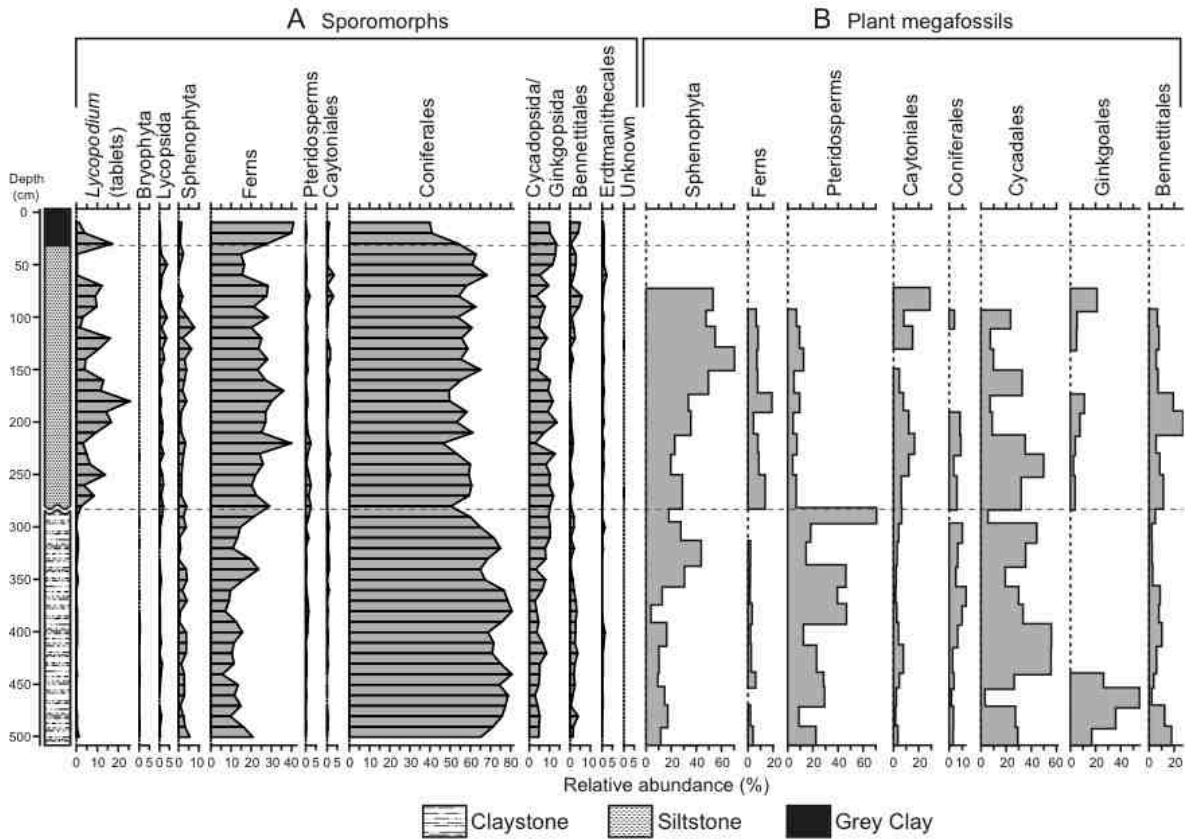 A Sporomorphs
B Plant megafossils
Lycopodium
(tablets)
Bryophyta
Lycopsida
Sphenophyta
Ferns
Pteridosperms
Caytoniales
Coniferales
Cycadopsida/
Ginkgopsida
Bennettitales
Erdtmanithecales
Unknown
Sphenophyta
Ferns
Pteridosperms
Caytoniales
Coniferales
Cycadales
Ginkgoales
Bennettitales
Depth
(cm)
0
50
100
150
200
250
300
350
400
450
500
0 10 20
0 5
0 5
0 10
0 10 20 30 40
0 5
0 5
0 10 20 30 40 50 60 70 80
0 10
0 10
0 5
0 5
0 20 40 60
0 20
0 20 40 60
0 20
0 10
0 20 40 60
0 20 40
0 20
Relative abundance (%)
Claystone
Siltstone
Grey Clay